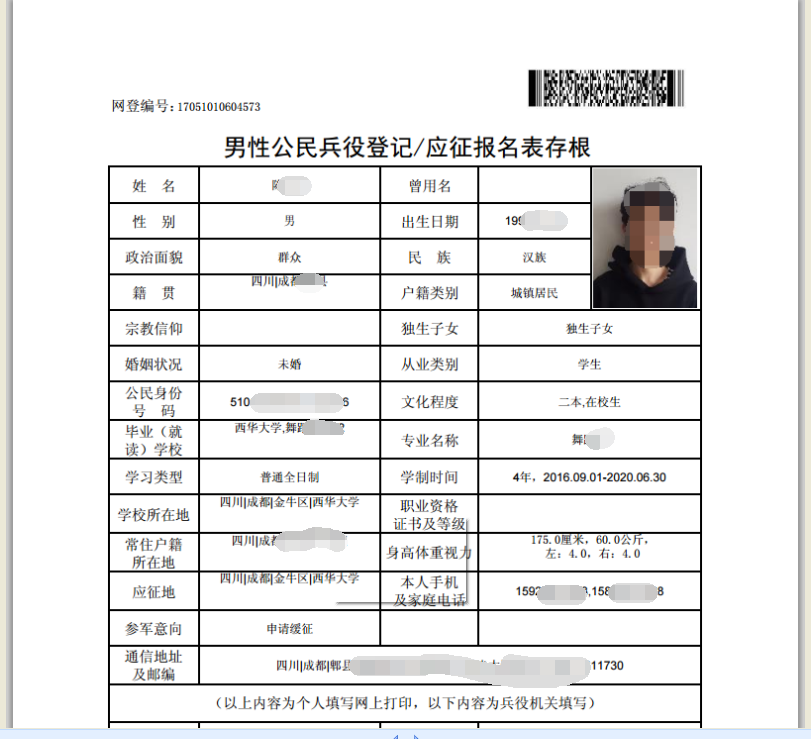 网登编号:17051010604573
男性公民兵役登记/应征报名表存根
姓 名 曾用名
性 别 男 出生日期 199
政治面貌 群众 民 族 汉族
籍 贯 四川|成都 县 户籍类别 城镇居民
宗教信仰 独生子女 独生子女
婚姻状况 未婚 从业类别 学生
公民身份
号 码 510 6 文化程度 二本,在校生
毕业（就
读）学校 西华大学,舞蹈 专业名称 舞
学习类型 普通全日制 学制时间 4年，2016.09.01-2020.06.30
学校所在地 四川|成都|金牛区|西华大学 职业资格
证书及等级
常住户籍
所在地 四川|成 身高体重视力 175.0厘米，60.0公斤，
左：4.0，右：4.0
应征地 四川|成都|金牛区|西华大学 本人手机
及家庭电话 159 ,158 8
参军意向 申请缓征
通信地址
及邮编 四川|成都|郫县 11730
（以上内容为个人填写网上打印，以下内容为兵役机关填写）